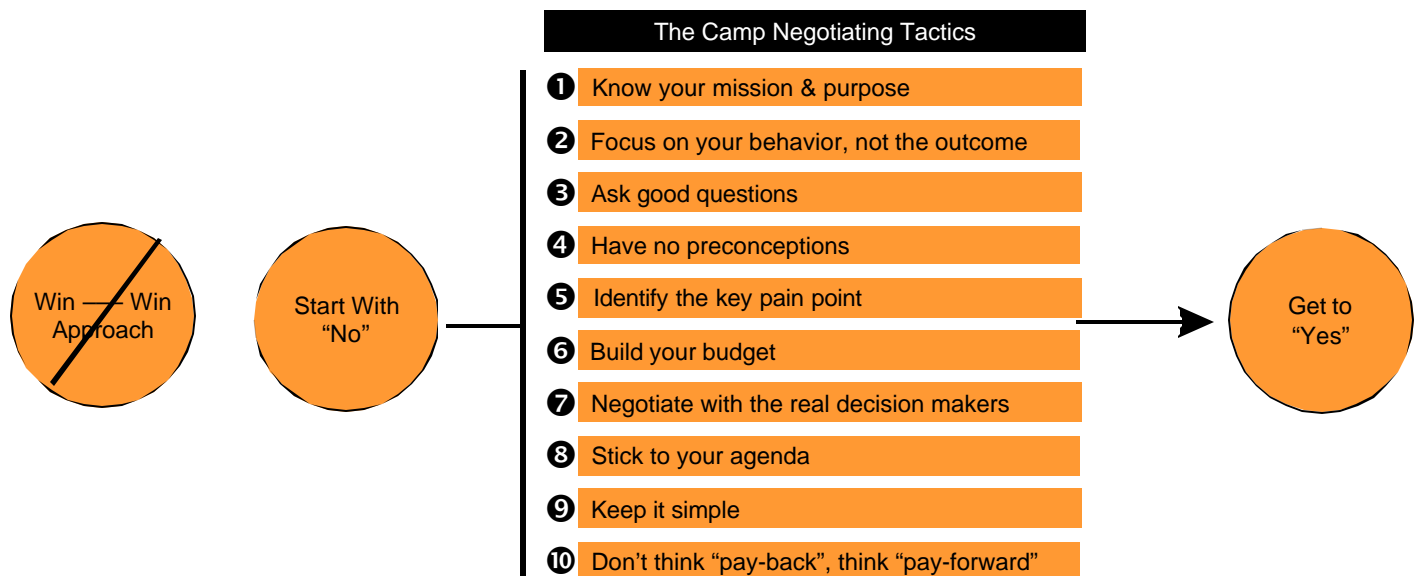 The Camp Negotiating Tactics
❶ Know your mission & purpose
❷ Focus on your behavior, not the outcome
❸ Ask good questions
❹ Have no preconceptions
❺ Identify the key pain point
❻ Build your budget
❼ Negotiate with the real decision makers
❽ Stick to your agenda
❾ Keep it simple
❿ Don’t think “pay-back”, think “pay-forward”
Win — Win
Approach
Start With
“No”
Get to
“Yes”